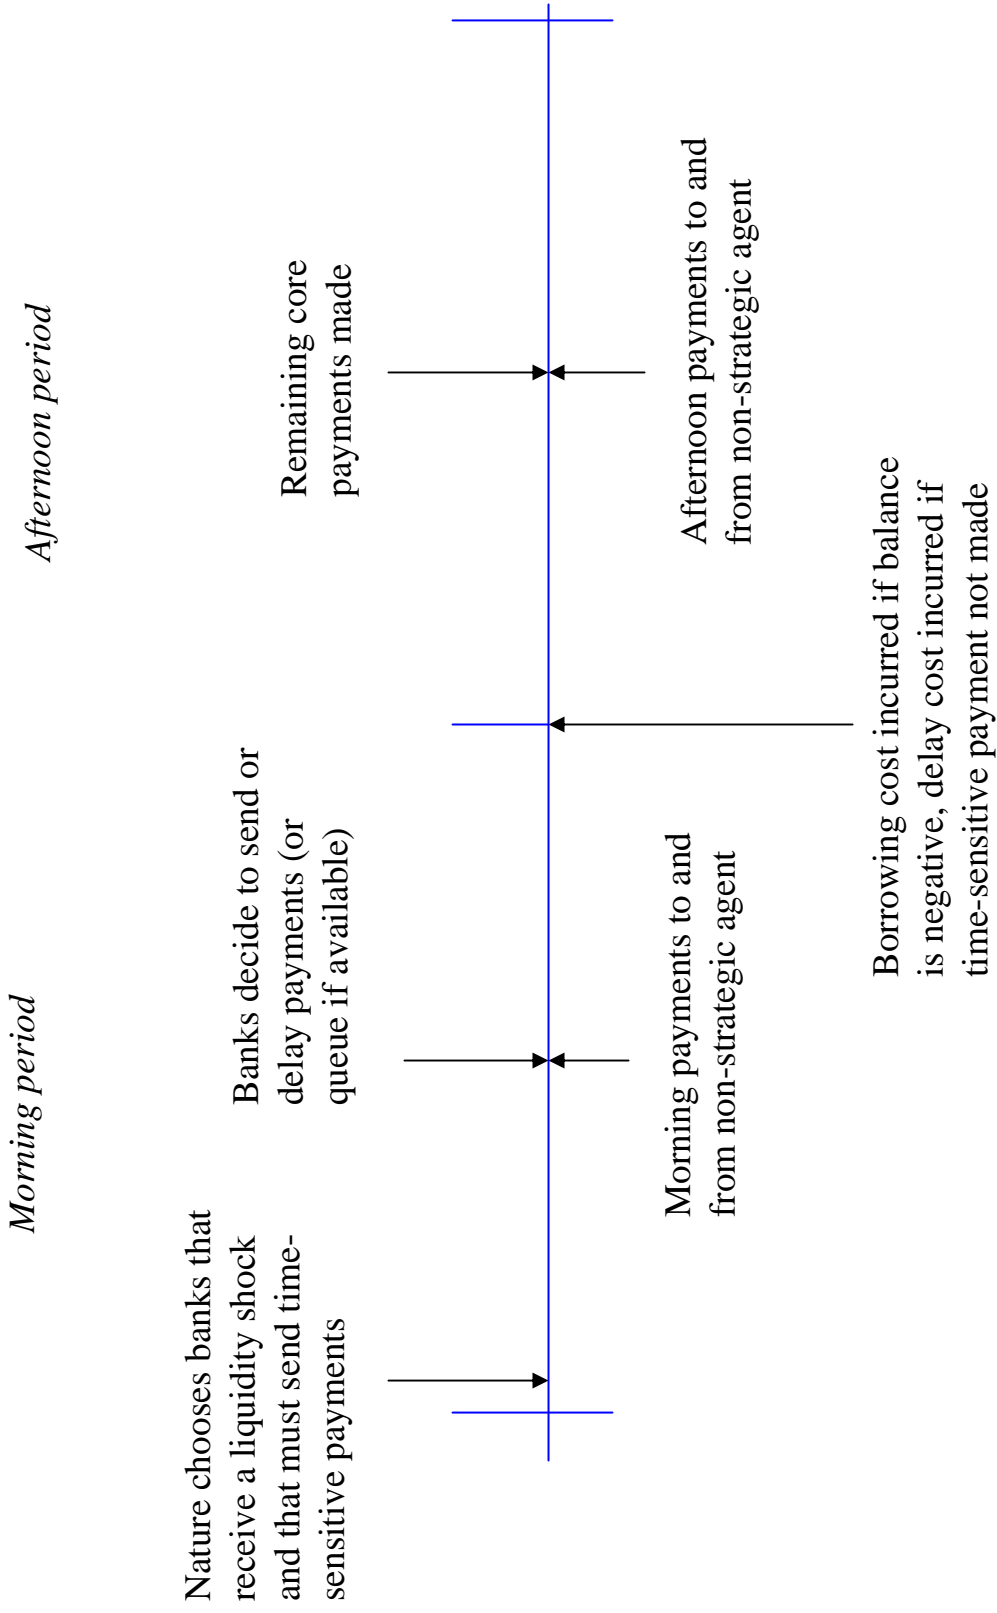 Morning period
Afternoon period
Nature chooses banks that
receive a liquidity shock
and that must send time-
sensitive payments
Banks decide to send or
delay payments (or
queue if available)
Remaining core
payments made
Morning payments to and
from non-strategic agent
Afternoon payments to and
from non-strategic agent
Borrowing cost incurred if balance
is negative, delay cost incurred if
time-sensitive payment not made